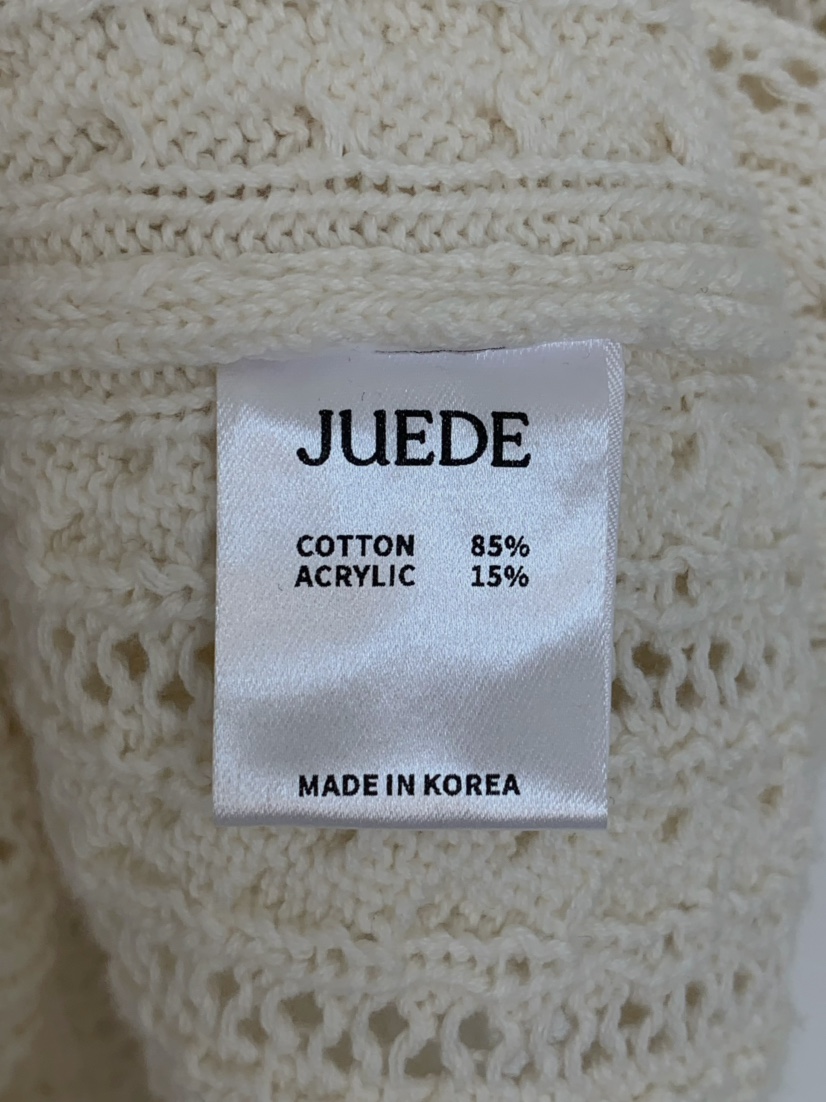 JUEDE
COTTON 85%
ACRYLIC 15%
MADE IN KOREA